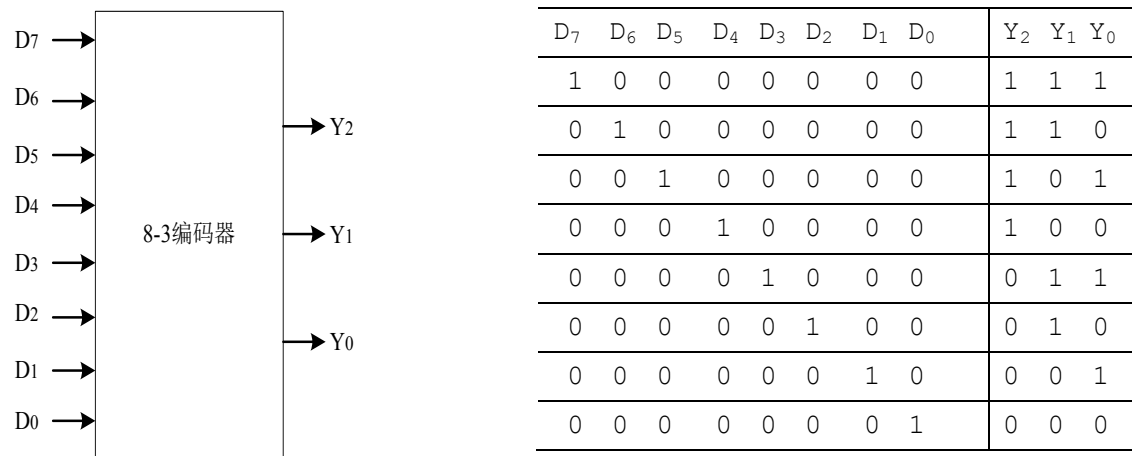 D7
D6
D5
D4
D3
D2
D1
D0
8-3编码器
Y2
Y1
Y0
D7 D6 D5 D4 D3 D2 D1 D0 Y2 Y1 Y0
1 0 0 0 0 0 0 0 1 1 1
0 1 0 0 0 0 0 0 1 1 0
0 0 1 0 0 0 0 0 1 0 1
0 0 0 1 0 0 0 0 1 0 0
0 0 0 0 1 0 0 0 0 1 1
0 0 0 0 0 1 0 0 0 1 0
0 0 0 0 0 0 1 0 0 0 1
0 0 0 0 0 0 0 1 0 0 0